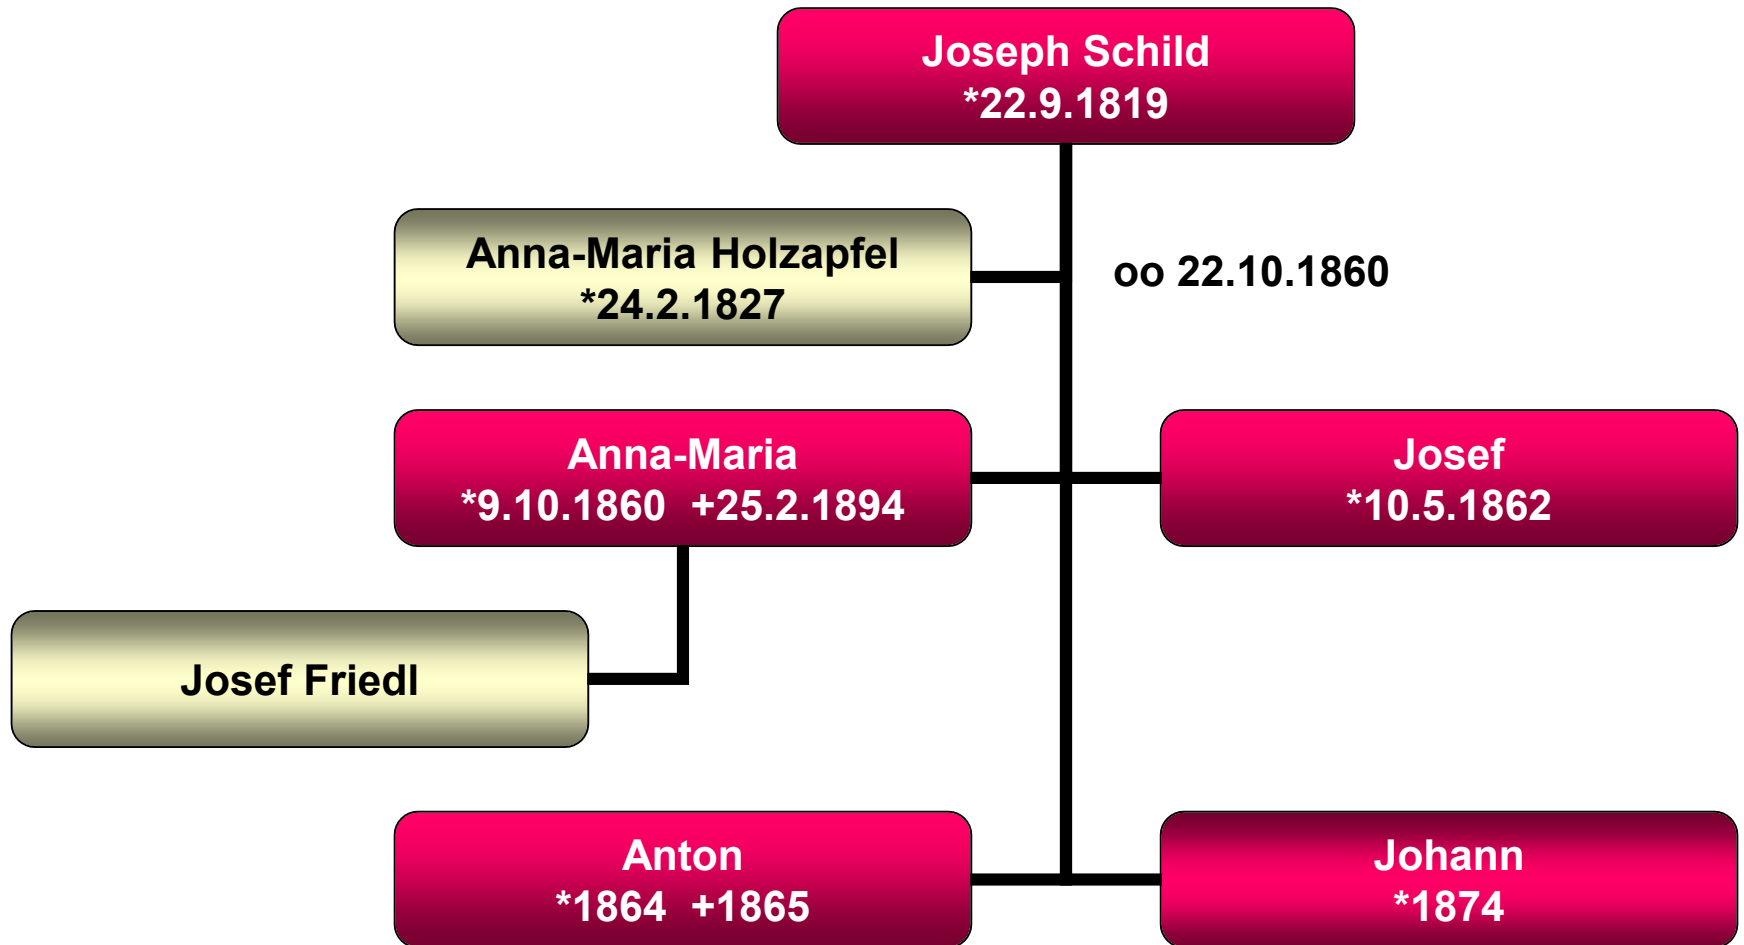 Joseph Schild
*22.9.1819
Anna-Maria Holzapfel
*24.2.1827
oo 22.10.1860
Anna-Maria
*9.10.1860 +25.2.1894
Josef
*10.5.1862
Josef Friedl
Anton
*1864 +1865
Johann
*1874